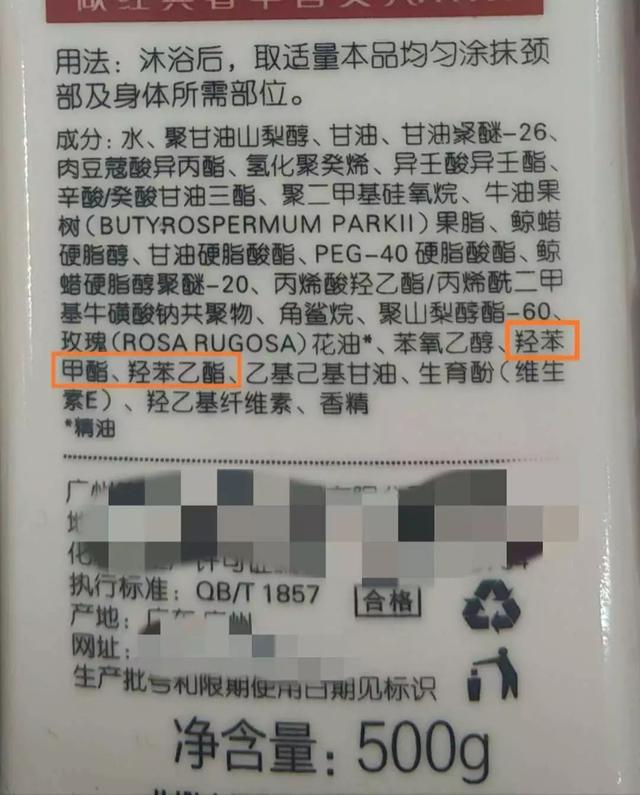 用法：沐浴后，取适量本品均匀涂抹颈
部及身体所需部位。
成分：水、聚甘油山梨醇、甘油、甘油聚醚-26、
肉豆蔻酸异丙酯、氢化聚癸烯、异壬酸异壬酯、
辛酸/癸酸甘油三酯、聚二甲基硅氧烷、牛油果
树（BUTYROSPERMUM PARKII）果脂、鲸蜡
硬脂醇、甘油硬脂酸酯、PEG-40 硬脂酸酯、鲸
蜡硬脂醇聚醚-20、丙烯酸羟乙酯/丙烯酰二甲
基牛磺酸钠共聚物、角鲨烷、聚山梨醇酯-60、
玫瑰（ROSA RUGOSA）花油*、苯氧乙醇、羟苯
甲酯、羟苯乙酯、乙基己基甘油、生育酚（维生
素E）、羟乙基纤维素、香精
*精油
广州
执行标准：QB/T 1857 合格
产地：广东 广州
网址：
生产批号和限期使用日期见标识
净含量：500g